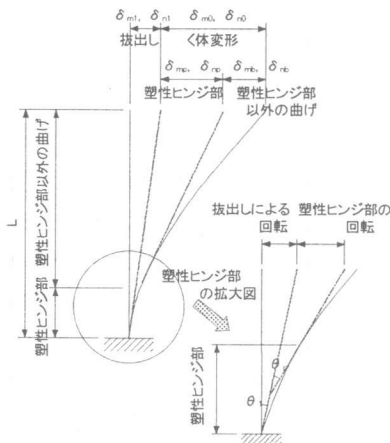 δm1, δn1 δm0, δn0
抜出し く体変形
δmp, δnp δmb, δnb
塑性ヒンジ部 塑性ヒンジ部
以外の曲げ
L
塑性ヒンジ部以外の曲げ
塑性ヒンジ部
抜出しによる 塑性ヒンジ部の
回転 回転
塑性ヒンジ部
の拡大図
塑性ヒンジ部
θ
θ